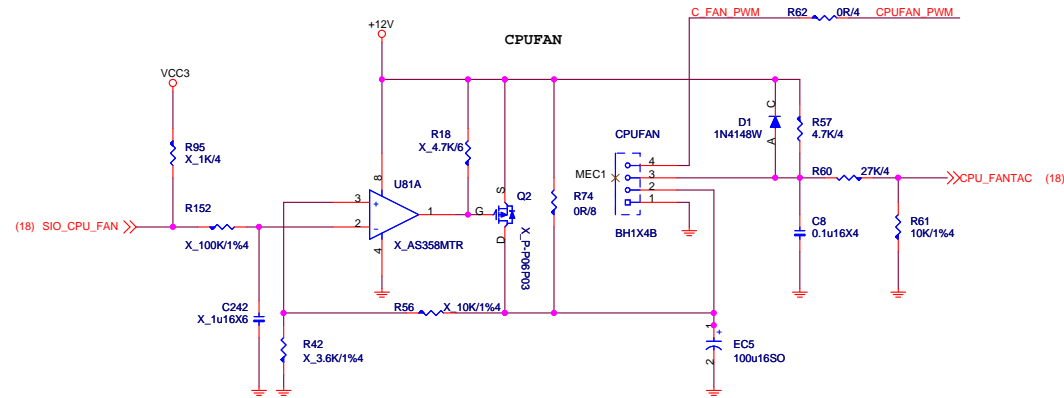 C_FAN_PWM
R62
0R/4
CPUFAN_PWM
+12V
CPUFAN
VCC3
R95
X_1K/4
R18
X_4.7K/6
U81A
8
3
+
1
2
-
4
X_AS358MTR
S
G
D
Q2
X_P-P06P03
R74
0R/8
CPUFAN
MEC1
4
3
2
1
BH1X4B
D1
1N4148W
C
A
R57
4.7K/4
R60
27K/4
CPU_FANTAC (18)
(18) SIO_CPU_FAN
R152
X_100K/1%4
C8
0.1u16X4
R61
10K/1%4
C242
X_1u16X6
R56
X_10K/1%4
R42
X_3.6K/1%4
1
+
2
EC5
100u16SO